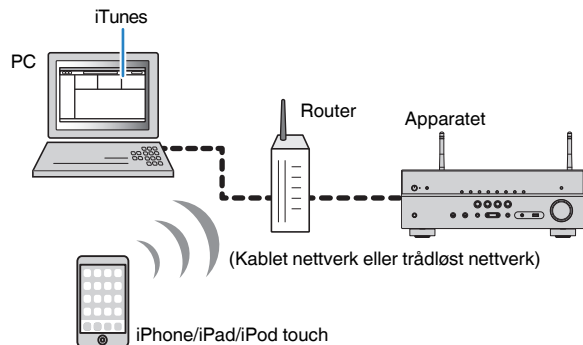 iTunes
PC
Router
Apparatet
(Kablet nettverk eller trådløst nettverk)
iPhone/iPad/iPod touch